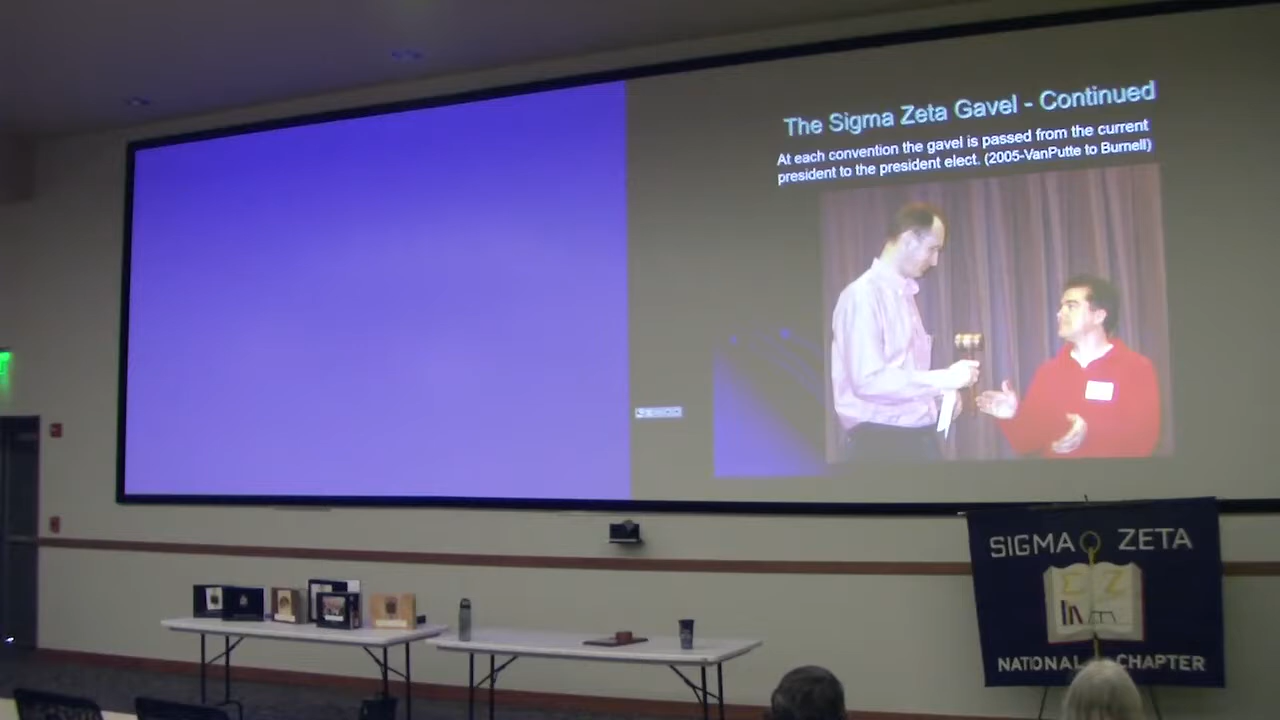 The Sigma Zeta Gavel - Continued
At each convention the gavel is passed from the current
president to the president elect. (2005-VanPutte to Burnell)
SIGMA ZETA
Σ Z
NATIONAL CHAPTER